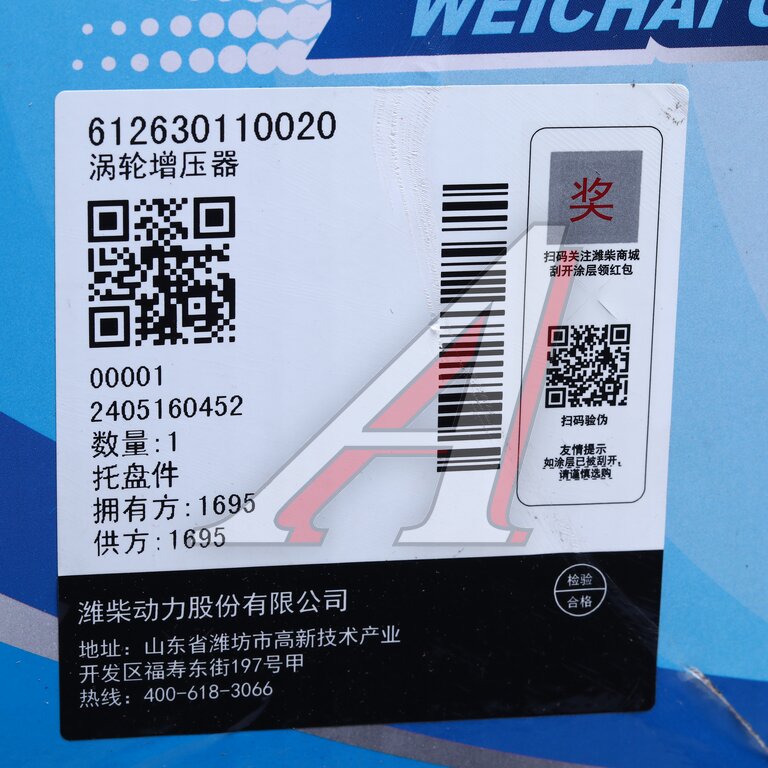 WEICHAI
612630110020
涡轮增压器
00001
2405160452
数量:1
托盘件
拥有方:1695
供方:1695
奖
扫码关注潍柴商城
刮开涂层领红包
扫码验伪
友情提示
如涂层已被刮开,
请谨慎选购
潍柴动力股份有限公司
检验
合格
地址：山东省潍坊市高新技术产业
开发区福寿东街197号甲
热线：400-618-3066